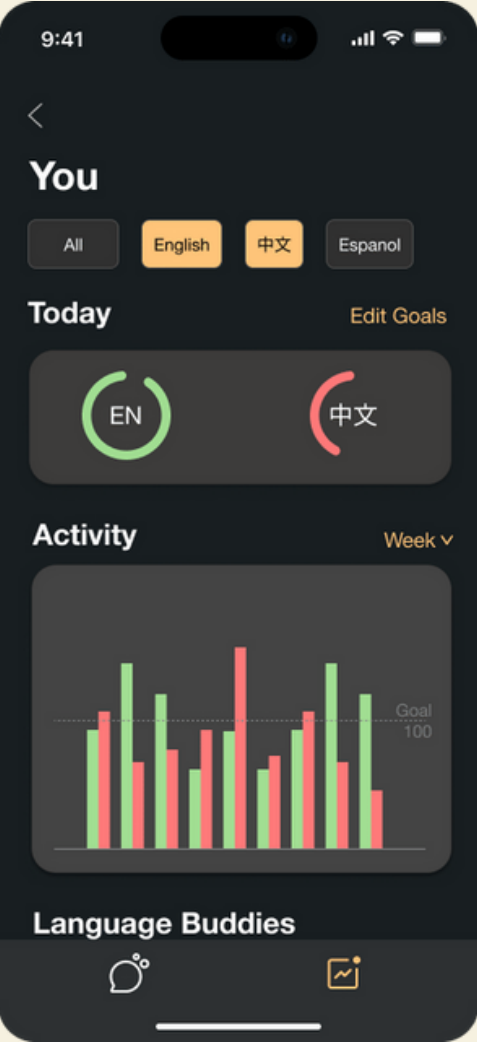 9:41
You
All English 中文 Espanol
Today Edit Goals
EN 中文
Activity Week
Goal
100
Language Buddies